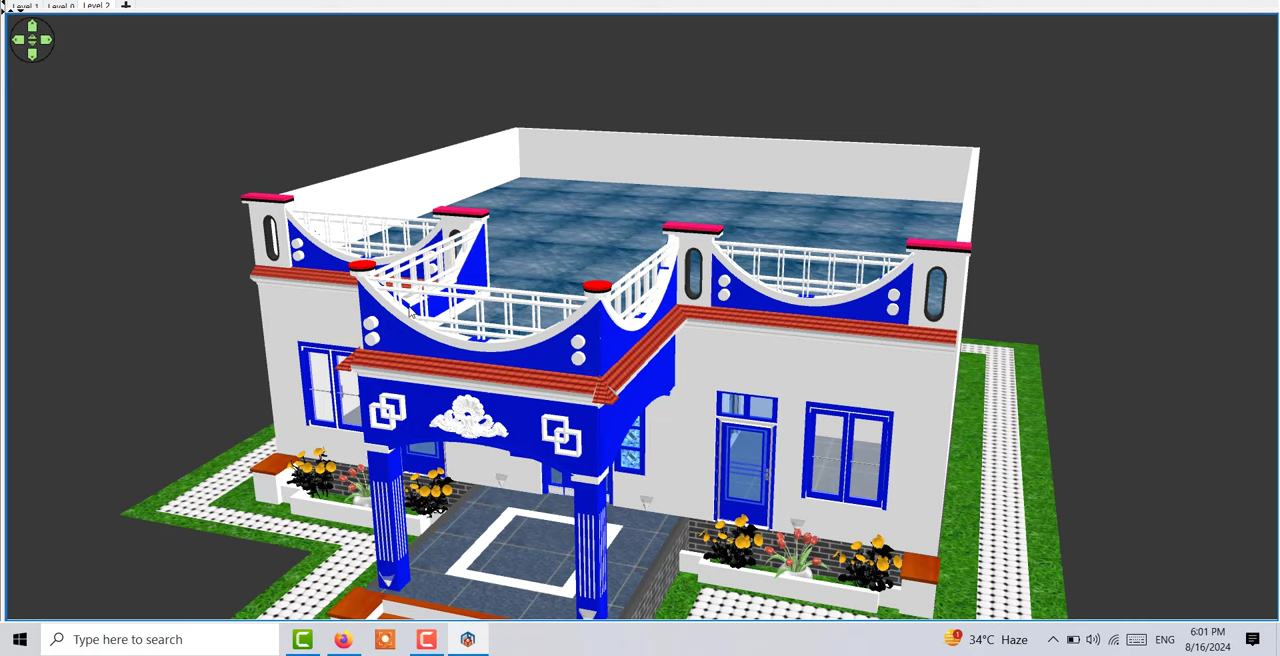 Level 1 Level 0 Level 2
Type here to search
34°C Haze
ENG
6:01 PM
8/16/2024